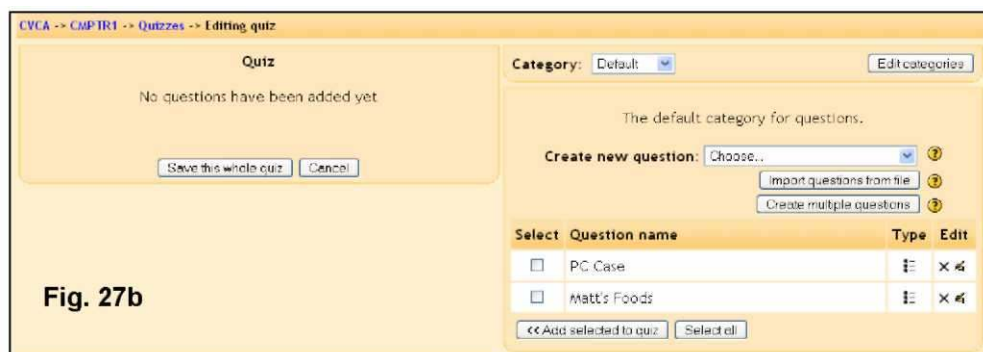 CVCA -> CMPTR1 -> Quizzes -> Editing quiz
Quiz
No questions have been added yet
Save this whole quiz Cancel
Category: Default Edit categories
The default category for questions.
Create new question: Choose...
Import questions from file
Create multiple questions
Select Question name Type Edit
PC Case
Matt's Foods
<< Add selected to quiz Select all
Fig. 27b